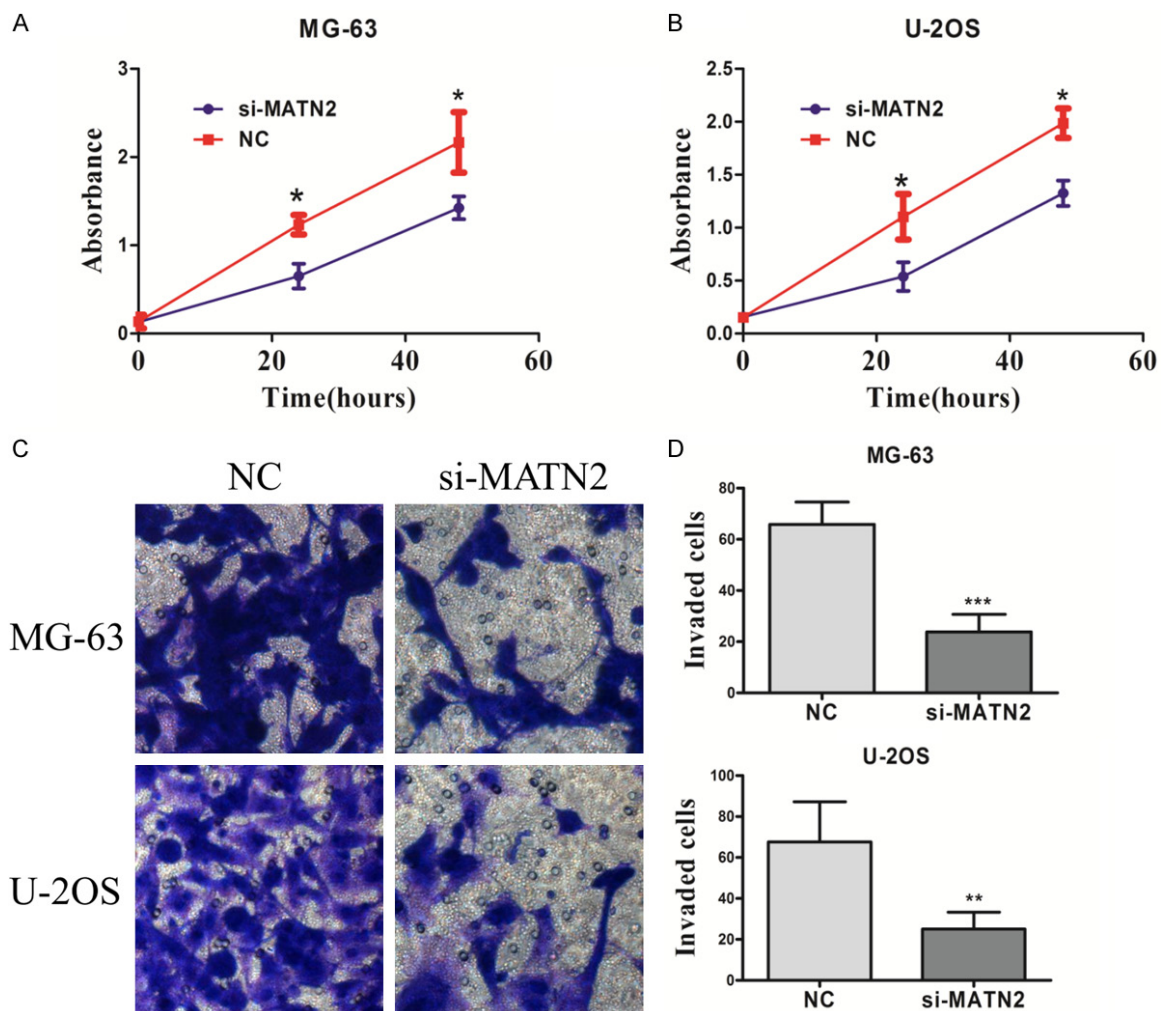 A
MG-63
3
2
1
0
Absorbance
si-MATN2
NC
*
*
0
20
40
60
Time(hours)
B
U-2OS
2.5
2.0
1.5
1.0
0.5
0.0
Absorbance
si-MATN2
NC
*
*
0
20
40
60
Time(hours)
C
NC
si-MATN2
MG-63
U-2OS
D
MG-63
80
60
40
20
0
Invaded cells
***
NC
si-MATN2
U-2OS
100
80
60
40
20
0
Invaded cells
**
NC
si-MATN2